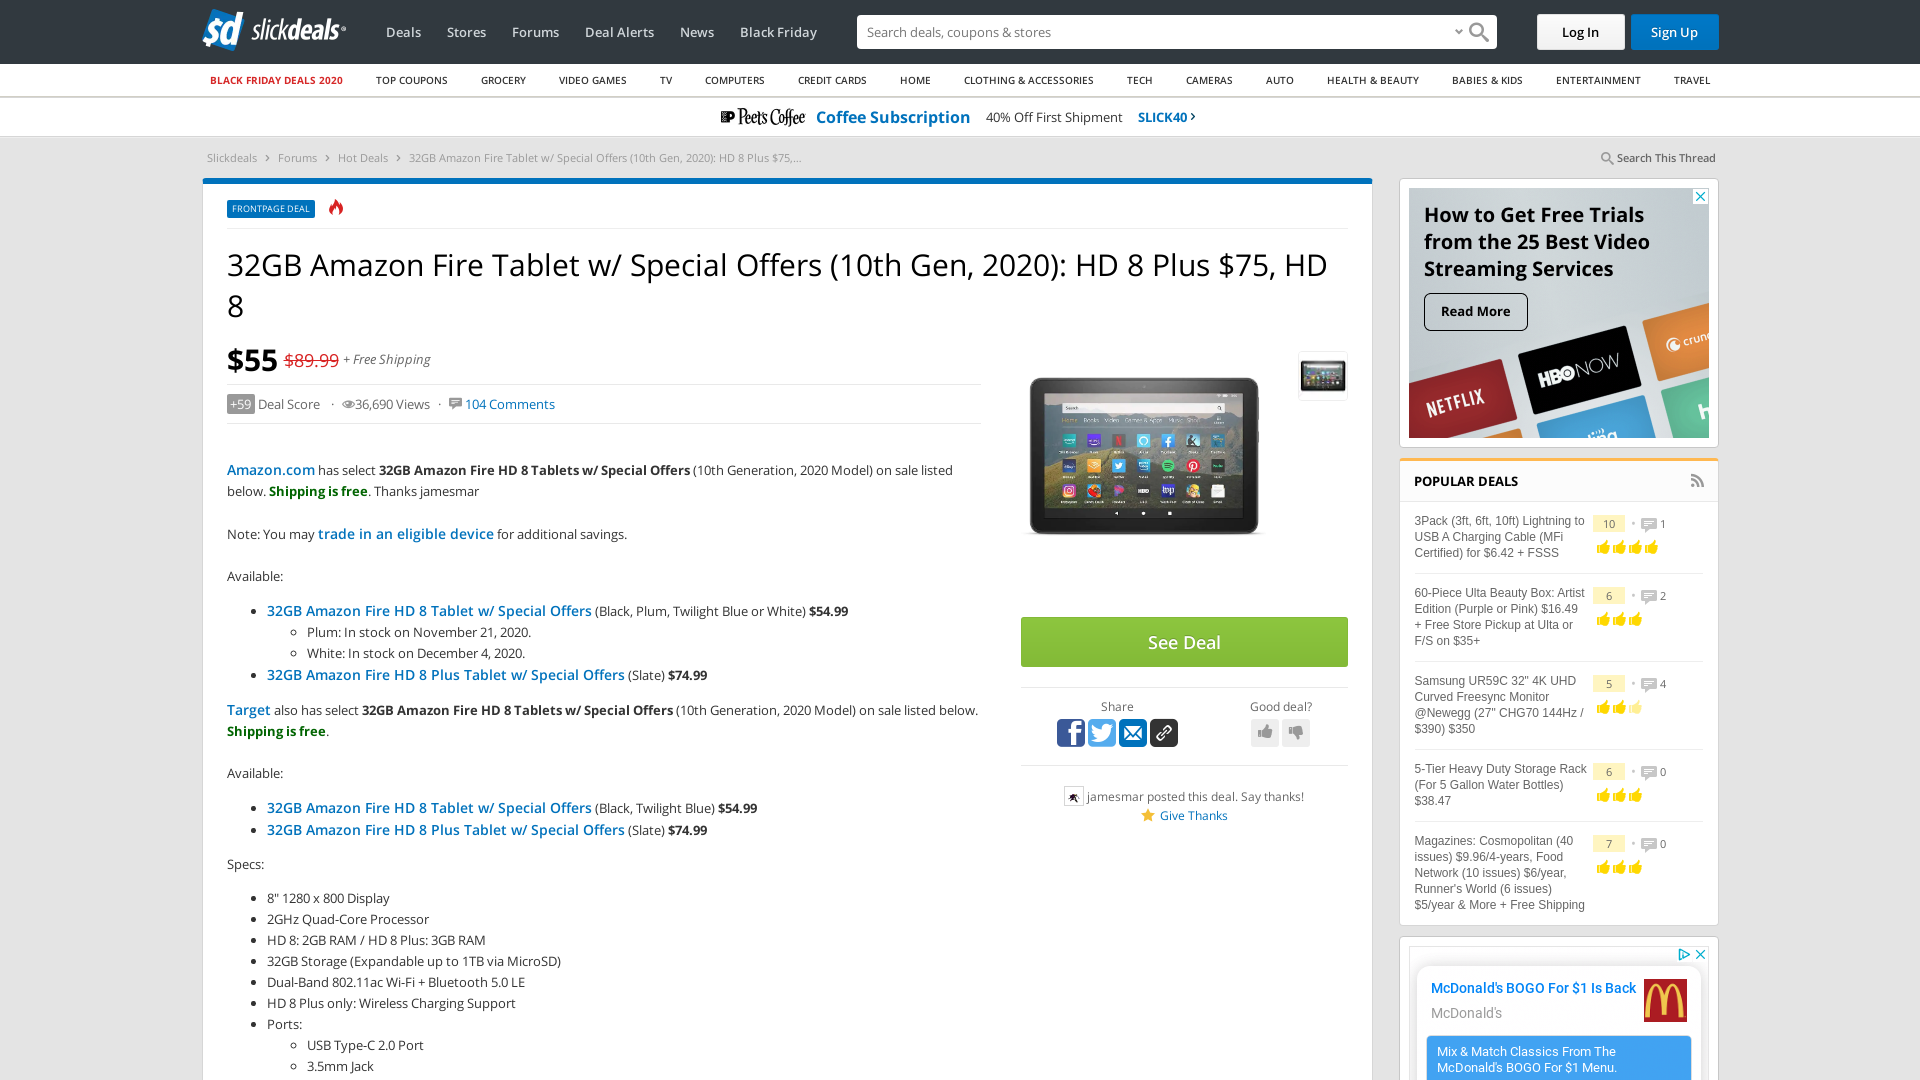 slickdeals
Deals Stores Forums Deal Alerts News Black Friday
Search deals, coupons & stores
Log In
Sign Up
BLACK FRIDAY DEALS 2020 TOP COUPONS GROCERY VIDEO GAMES TV COMPUTERS CREDIT CARDS HOME CLOTHING & ACCESSORIES TECH CAMERAS AUTO HEALTH & BEAUTY BABIES & KIDS ENTERTAINMENT TRAVEL
Peet's Coffee Coffee Subscription 40% Off First Shipment SLICK40
Slickdeals › Forums › Hot Deals › 32GB Amazon Fire Tablet w/ Special Offers (10th Gen, 2020): HD 8 Plus $75,...
Search This Thread
FRONTPAGE DEAL
32GB Amazon Fire Tablet w/ Special Offers (10th Gen, 2020): HD 8 Plus $75, HD
8
$55 $89.99 + Free Shipping
+59 Deal Score · 36,690 Views · 104 Comments
Amazon.com has select 32GB Amazon Fire HD 8 Tablets w/ Special Offers (10th Generation, 2020 Model) on sale listed
below. Shipping is free. Thanks jamesmar
Note: You may trade in an eligible device for additional savings.
Available:
32GB Amazon Fire HD 8 Tablet w/ Special Offers (Black, Plum, Twilight Blue or White) $54.99
Plum: In stock on November 21, 2020.
White: In stock on December 4, 2020.
32GB Amazon Fire HD 8 Plus Tablet w/ Special Offers (Slate) $74.99
Target also has select 32GB Amazon Fire HD 8 Tablets w/ Special Offers (10th Generation, 2020 Model) on sale listed below.
Shipping is free.
Available:
32GB Amazon Fire HD 8 Tablet w/ Special Offers (Black, Twilight Blue) $54.99
32GB Amazon Fire HD 8 Plus Tablet w/ Special Offers (Slate) $74.99
Specs:
8" 1280 x 800 Display
2GHz Quad-Core Processor
HD 8: 2GB RAM / HD 8 Plus: 3GB RAM
32GB Storage (Expandable up to 1TB via MicroSD)
Dual-Band 802.11ac Wi-Fi + Bluetooth 5.0 LE
HD 8 Plus only: Wireless Charging Support
Ports:
USB Type-C 2.0 Port
3.5mm Jack
See Deal
Share
Good deal?
jamesmar posted this deal. Say thanks!
Give Thanks
How to Get Free Trials
from the 25 Best Video
Streaming Services
Read More
NETFLIX
HBO NOW
crunc
POPULAR DEALS
3Pack (3ft, 6ft, 10ft) Lightning to
USB A Charging Cable (MFi
Certified) for $6.42 + FSSS
10 • 1
60-Piece Ulta Beauty Box: Artist
Edition (Purple or Pink) $16.49
+ Free Store Pickup at Ulta or
F/S on $35+
6 • 2
Samsung UR59C 32" 4K UHD
Curved Freesync Monitor
@Newegg (27" CHG70 144Hz /
$390) $350
5 • 4
5-Tier Heavy Duty Storage Rack
(For 5 Gallon Water Bottles)
$38.47
6 • 0
Magazines: Cosmopolitan (40
issues) $9.96/4-years, Food
Network (10 issues) $6/year,
Runner's World (6 issues)
$5/year & More + Free Shipping
7 • 0
McDonald's BOGO For $1 Is Back
McDonald's
Mix & Match Classics From The
McDonald's BOGO For $1 Menu.